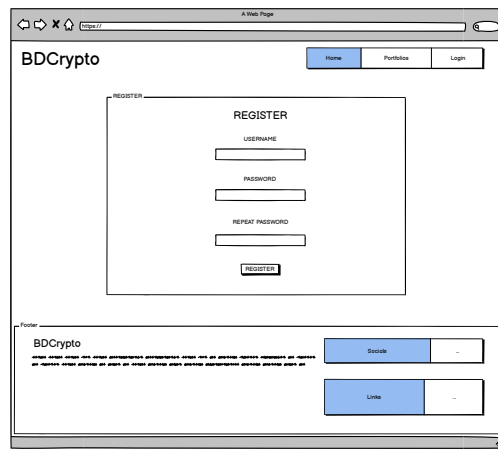 A Web Page
https://
BDCrypto
Home Portfolios Login
REGISTER
REGISTER
USERNAME
PASSWORD
REPEAT PASSWORD
REGISTER
Footer
BDCrypto
Socials ...
Links ...